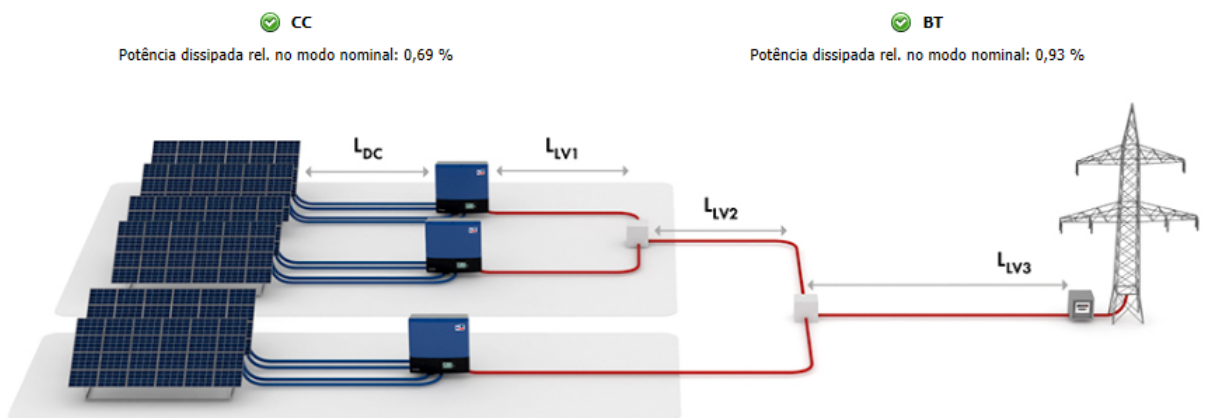 CC
BT
Potência dissipada rel. no modo nominal: 0,69 %
Potência dissipada rel. no modo nominal: 0,93 %
LDC
LLV1
LLV2
LLV3